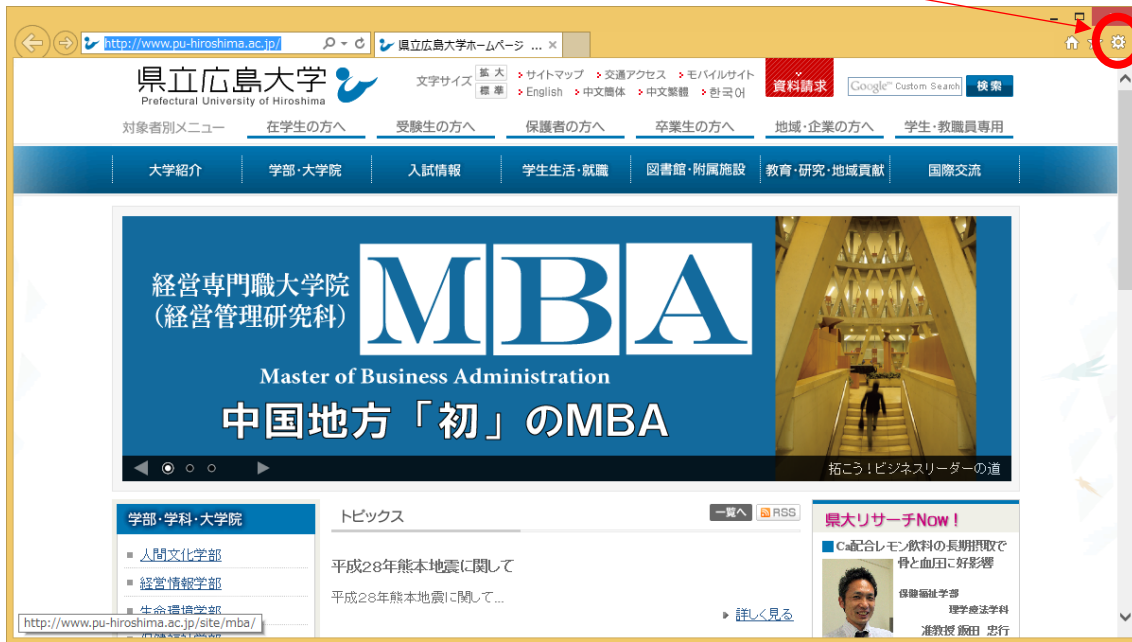 http://www.pu-hiroshima.ac.jp/
県立広島大学ホームページ ...
県立広島大学
Prefectural University of Hiroshima
文字サイズ 拡大 標準
サイトマップ 交通アクセス モバイルサイト
English 中文簡体 中文繁體 한국어
資料請求
Google™ Custom Search 検索
対象者別メニュー 在学生の方へ 受験生の方へ 保護者の方へ 卒業生の方へ 地域・企業の方へ 学生・教職員専用
大学紹介 学部・大学院 入試情報 学生生活・就職 図書館・附属施設 教育・研究・地域貢献 国際交流
経営専門職大学院
（経営管理研究科）
MBA
Master of Business Administration
中国地方「初」のMBA
拓こう！ビジネスリーダーの道
学部・学科・大学院
人間文化学部
経営情報学部
生命環境学部
保健福祉学部
トピックス
一覧へ RSS
平成28年熊本地震に関して
平成28年熊本地震に関して...
詳しく見る
県大リサーチNow！
Ca配合レモン飲料の長期摂取で
骨と血圧に好影響
保健福祉学部
理学療法学科
准教授 飯田 忠行
http://www.pu-hiroshima.ac.jp/site/mba/